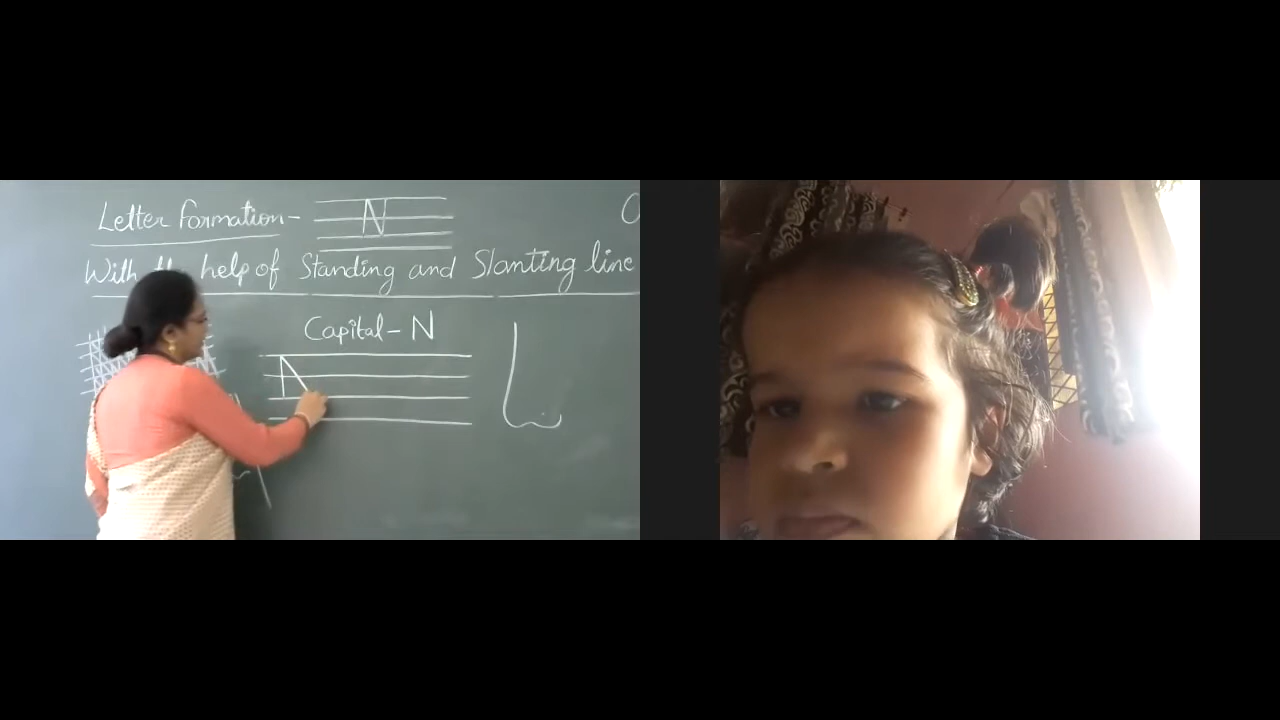 Letter formation- N
With the help of Standing and Slanting line
Capital- N